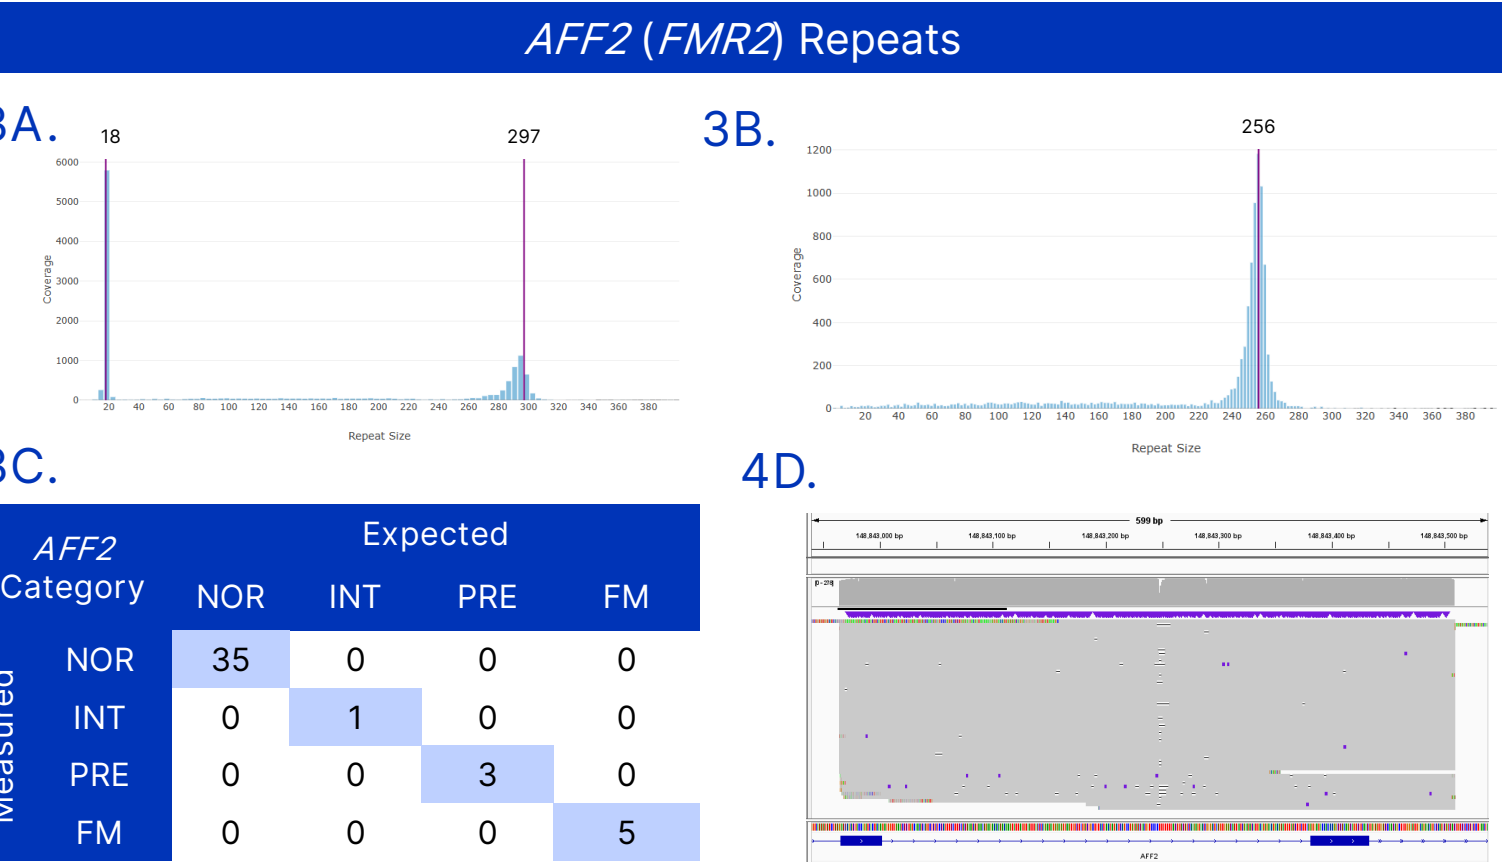 AFF2 (FMR2) Repeats
3A.
18
297
6000
5000
4000
3000
2000
1000
0
Coverage
20 40 60 80 100 120 140 160 180 200 220 240 260 280 300 320 340 360 380
Repeat Size
3B.
256
1200
1000
800
600
400
200
0
Coverage
20 40 60 80 100 120 140 160 180 200 220 240 260 280 300 320 340 360 380
Repeat Size
3C.
AFF2
Category
Expected
NOR INT PRE FM
Measured
NOR 35 0 0 0
INT 0 1 0 0
PRE 0 0 3 0
FM 0 0 0 5
4D.
599 bp
148,843,000 bp 148,843,100 bp 148,843,200 bp 148,843,300 bp 148,843,400 bp 148,843,500 bp
AFF2